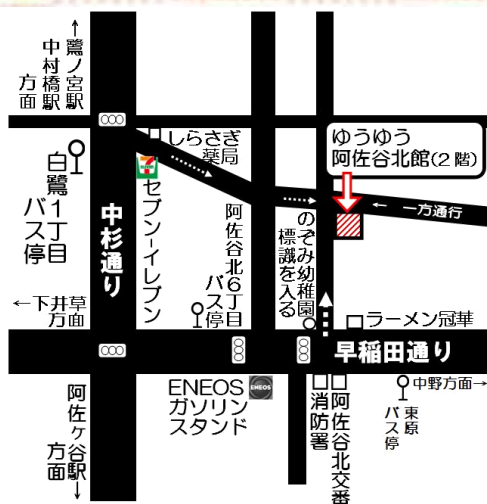 ←鷺ノ宮駅
中村橋駅
方面
白鷺1丁目
バス停
しらさぎ
薬局
セブン-イレブン
中杉通り
ゆうゆう
阿佐谷北館(2階)
← 一方通行
阿佐谷北6丁目
バス停
のぞみ幼稚園
標識を入る
←下井草
方面
ラーメン冠華
早稲田通り
阿佐ヶ谷駅→
方面
ENEOS
ガソリン
スタンド
ENEOS
消防署
阿佐谷北交番
東原
バス停
中野方面→